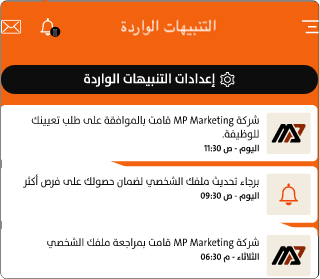 التنبيهات الواردة
إعدادات التنبيهات الواردة
شركة MP Marketing قامت بالموافقة على طلب تعيينك
للوظيفة.
اليوم - ص 11:30
برجاء تحديث ملفك الشخصي لضمان حصولك على فرص أكثر
اليوم - ص 09:30
شركة MP Marketing قامت بمراجعة ملفك الشخصي
الثلاثاء - م 06:30